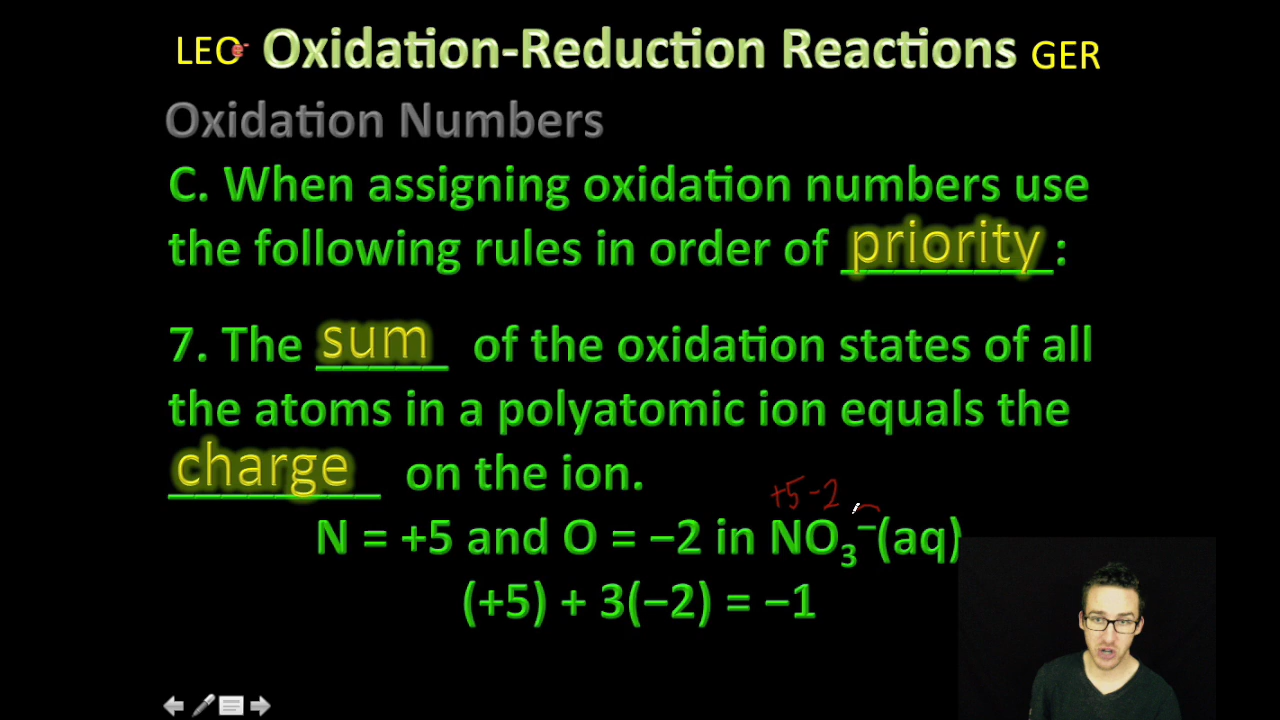 LEO Oxidation-Reduction Reactions GER
Oxidation Numbers
C. When assigning oxidation numbers use
the following rules in order of priority:
7. The sum of the oxidation states of all
the atoms in a polyatomic ion equals the
charge on the ion.
+5 -2
N = +5 and O = −2 in NO₃⁻(aq)
(+5) + 3(−2) = −1